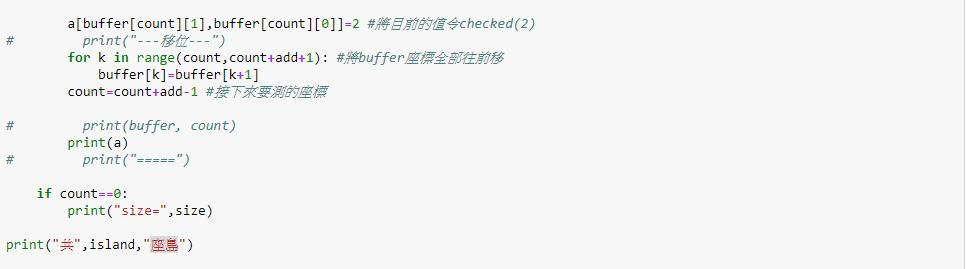 a[buffer[count][1],buffer[count][0]]=2 #將目前的值令checked(2)
#         print("---移位---")
for k in range(count,count+add+1): #將buffer座標全部往前移
buffer[k]=buffer[k+1]
count=count+add-1 #接下來要測的座標
#         print(buffer, count)
print(a)
#         print("=====")
if count==0:
print("size=",size)
print("共",island,"座島")